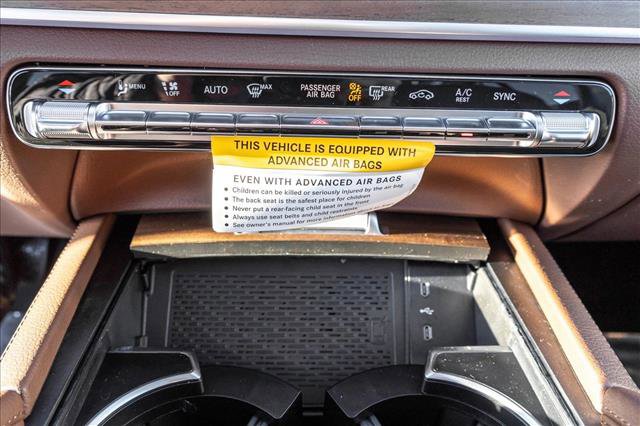 MENU OFF AUTO MAX PASSENGER AIR BAG OFF REAR A/C REST SYNC
THIS VEHICLE IS EQUIPPED WITH
ADVANCED AIR BAGS
EVEN WITH ADVANCED AIR BAGS
• Children can be killed or seriously injured by the air bag
• The back seat is the safest place for children
• Never put a rear-facing child seat in the front
• Always use seat belts and child restraints
• See owner's manual for more information